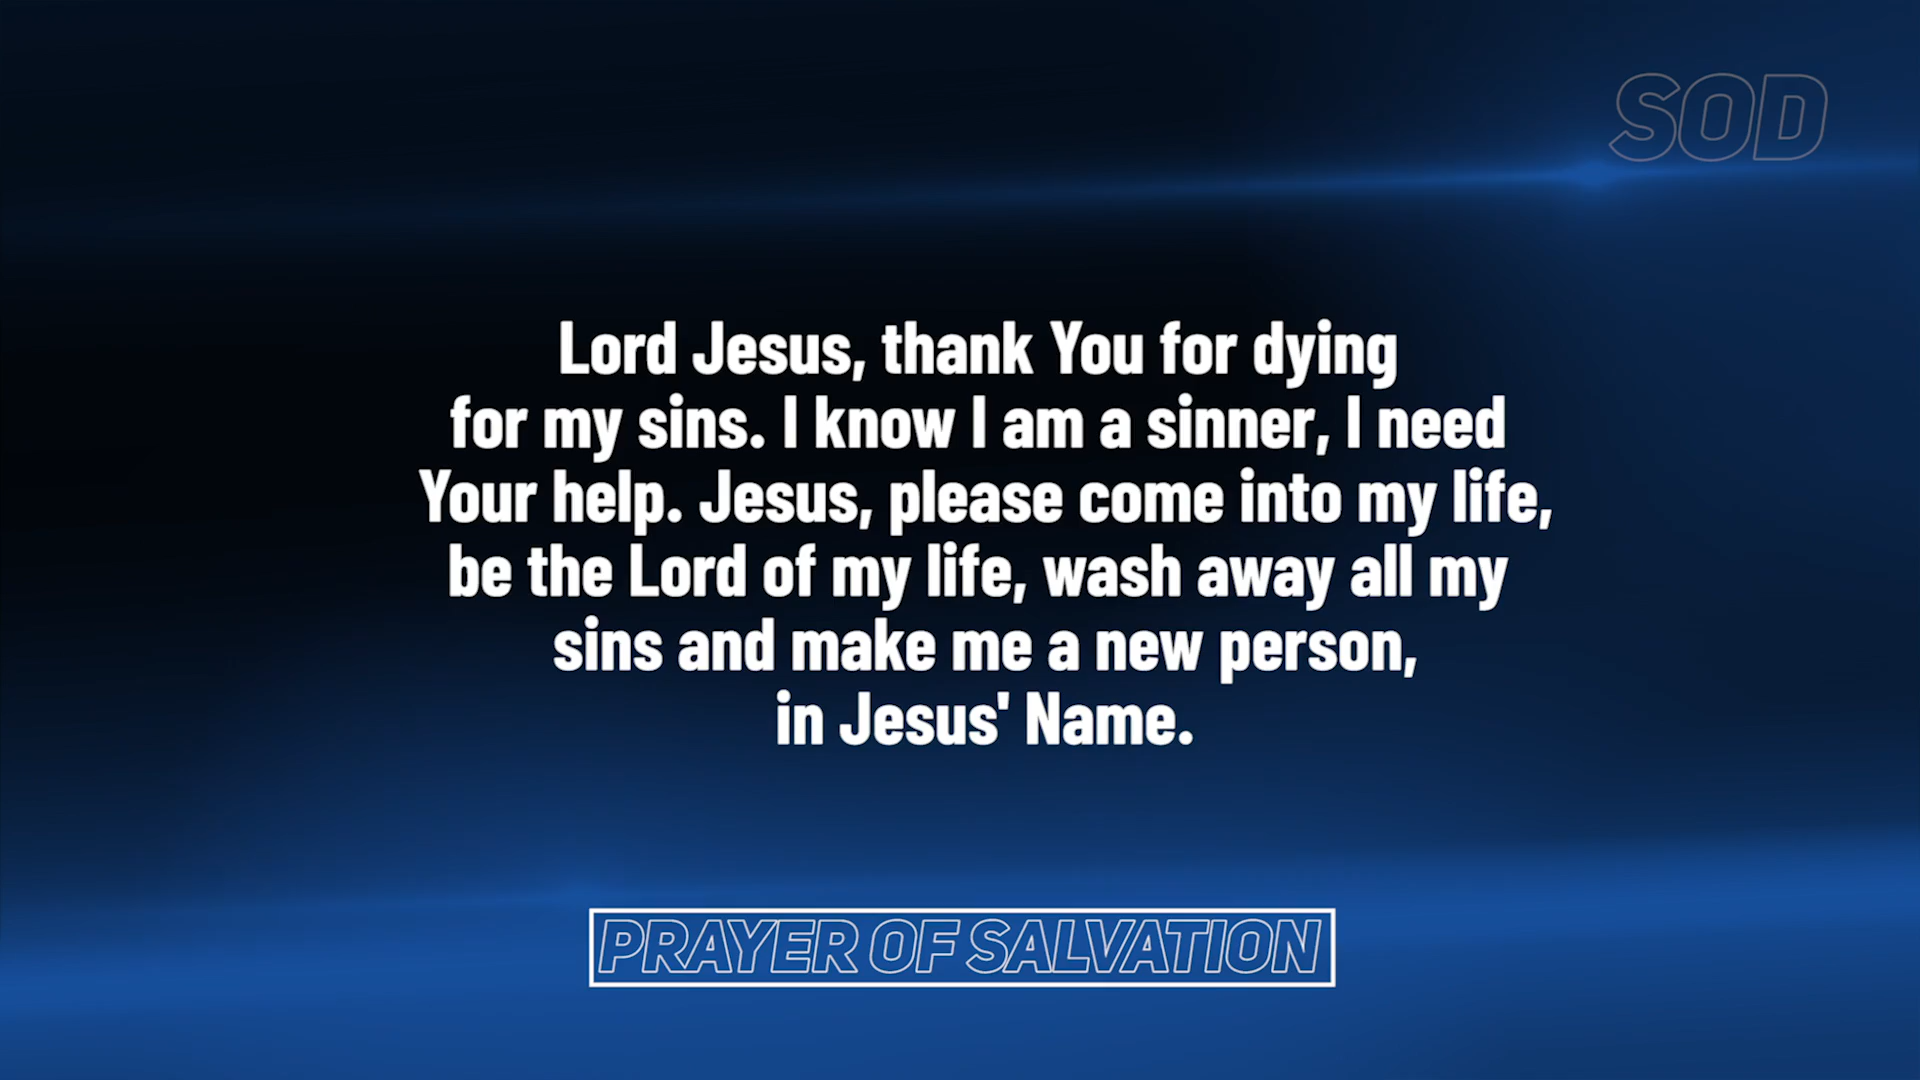 SOD
Lord Jesus, thank You for dying
for my sins. I know I am a sinner, I need
Your help. Jesus, please come into my life,
be the Lord of my life, wash away all my
sins and make me a new person,
in Jesus' Name.
PRAYER OF SALVATION